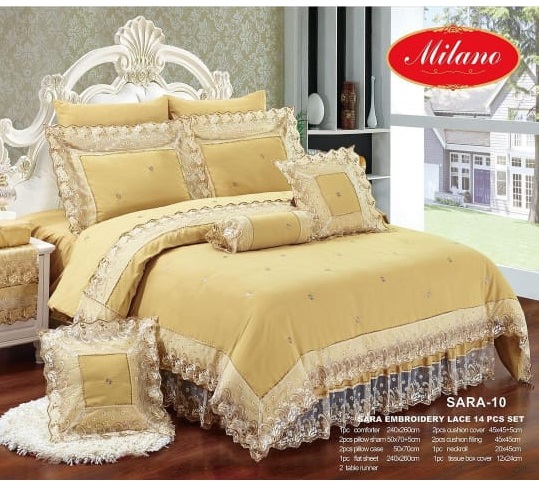 Milano
SARA-10
SARA EMBROIDERY LACE 14 PCS SET
1pc comforter 240x260cm 2pcs cushion cover 45x45+5cm
2pcs pillow sham 50x70+5cm 2pcs cushion filling 45x45cm
2pcs pillow case 50x70cm 1pc neckroll 20x45cm
1pc flat sheet 240x260cm 1pc tissue box cover 12x24cm
2 table runner